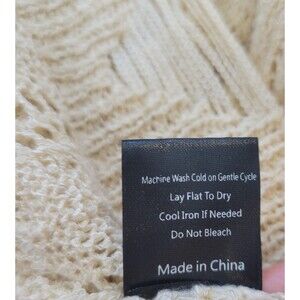 Machine Wash Cold on Gentle Cycle
Lay Flat To Dry
Cool Iron If Needed
Do Not Bleach
Made in China